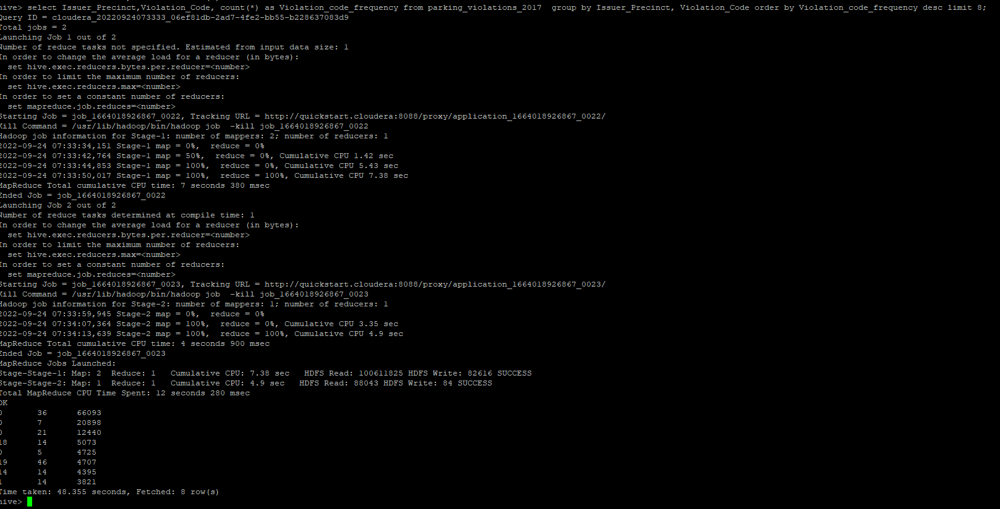 hive> select Issuer_Precinct,Violation_Code, count(*) as Violation_code_frequency from parking_violations_2017  group by Issuer_Precinct, Violation_Code order by Violation_code_frequency desc limit 8;
Query ID = cloudera_20220924073333_06ef81db-2ad7-4fe2-bb55-b228637083d9
Total jobs = 2
Launching Job 1 out of 2
Number of reduce tasks not specified. Estimated from input data size: 1
In order to change the average load for a reducer (in bytes):
  set hive.exec.reducers.bytes.per.reducer=<number>
In order to limit the maximum number of reducers:
  set hive.exec.reducers.max=<number>
In order to set a constant number of reducers:
  set mapreduce.job.reduces=<number>
Starting Job = job_1664018926867_0022, Tracking URL = http://quickstart.cloudera:8088/proxy/application_1664018926867_0022/
Kill Command = /usr/lib/hadoop/bin/hadoop job  -kill job_1664018926867_0022
Hadoop job information for Stage-1: number of mappers: 2; number of reducers: 1
2022-09-24 07:33:34,151 Stage-1 map = 0%,  reduce = 0%
2022-09-24 07:33:42,764 Stage-1 map = 50%,  reduce = 0%, Cumulative CPU 1.42 sec
2022-09-24 07:33:44,853 Stage-1 map = 100%,  reduce = 0%, Cumulative CPU 5.43 sec
2022-09-24 07:33:50,017 Stage-1 map = 100%,  reduce = 100%, Cumulative CPU 7.38 sec
MapReduce Total cumulative CPU time: 7 seconds 380 msec
Ended Job = job_1664018926867_0022
Launching Job 2 out of 2
Number of reduce tasks determined at compile time: 1
In order to change the average load for a reducer (in bytes):
  set hive.exec.reducers.bytes.per.reducer=<number>
In order to limit the maximum number of reducers:
  set hive.exec.reducers.max=<number>
In order to set a constant number of reducers:
  set mapreduce.job.reduces=<number>
Starting Job = job_1664018926867_0023, Tracking URL = http://quickstart.cloudera:8088/proxy/application_1664018926867_0023/
Kill Command = /usr/lib/hadoop/bin/hadoop job  -kill job_1664018926867_0023
Hadoop job information for Stage-2: number of mappers: 1; number of reducers: 1
2022-09-24 07:33:59,945 Stage-2 map = 0%,  reduce = 0%
2022-09-24 07:34:07,364 Stage-2 map = 100%,  reduce = 0%, Cumulative CPU 3.35 sec
2022-09-24 07:34:13,639 Stage-2 map = 100%,  reduce = 100%, Cumulative CPU 4.9 sec
MapReduce Total cumulative CPU time: 4 seconds 900 msec
Ended Job = job_1664018926867_0023
MapReduce Jobs Launched:
Stage-Stage-1: Map: 2  Reduce: 1   Cumulative CPU: 7.38 sec   HDFS Read: 100611825 HDFS Write: 82616 SUCCESS
Stage-Stage-2: Map: 1  Reduce: 1   Cumulative CPU: 4.9 sec   HDFS Read: 88043 HDFS Write: 84 SUCCESS
Total MapReduce CPU Time Spent: 12 seconds 280 msec
OK
0       36      66093
0       7       20898
0       21      12440
18      14      5073
0       5       4725
19      46      4707
14      14      4395
1       14      3821
Time taken: 48.355 seconds, Fetched: 8 row(s)
hive>